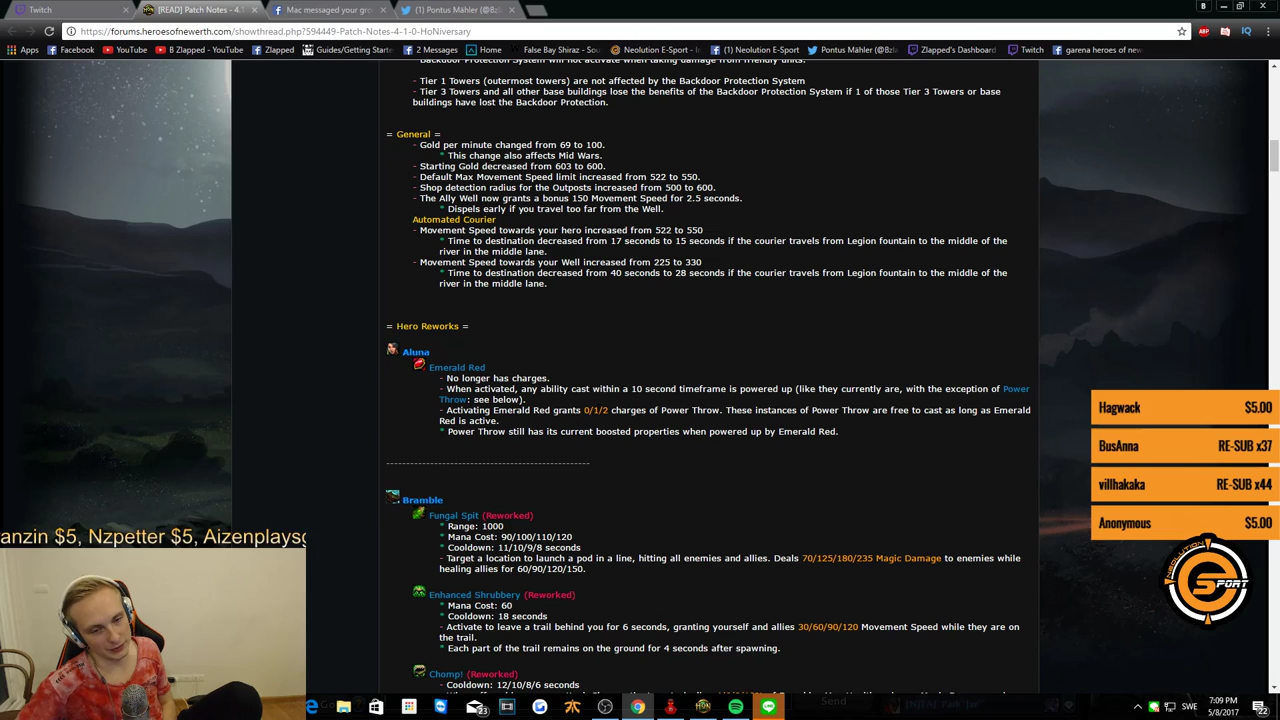 Twitch
[READ] Patch Notes - 4.1
Mac messaged your gro
(1) Pontus Mähler (@Bzl
B
https://forums.heroesofnewerth.com/showthread.php?594449-Patch-Notes-4-1-0-HoNiversary
Apps
Facebook
YouTube
B Zlapped - YouTube
Zlapped
Guides/Getting Started
2 Messages
Home
False Bay Shiraz - Sou
Neolution E-Sport - In
(1) Neolution E-Sport
Pontus Mähler (@Bzla
Zlapped's Dashboard
Twitch
garena heroes of new
Backdoor Protection System will not activate when taking damage from friendly units.
- Tier 1 Towers (outermost towers) are not affected by the Backdoor Protection System
- Tier 3 Towers and all other base buildings lose the benefits of the Backdoor Protection System if 1 of those Tier 3 Towers or base
buildings have lost the Backdoor Protection.
= General =
- Gold per minute changed from 69 to 100.
* This change also affects Mid Wars.
- Starting Gold decreased from 603 to 600.
- Default Max Movement Speed limit increased from 522 to 550.
- Shop detection radius for the Outposts increased from 500 to 600.
- The Ally Well now grants a bonus 150 Movement Speed for 2.5 seconds.
* Dispels early if you travel too far from the Well.
Automated Courier
- Movement Speed towards your hero increased from 522 to 550
* Time to destination decreased from 17 seconds to 15 seconds if the courier travels from Legion fountain to the middle of the
river in the middle lane.
- Movement Speed towards your Well increased from 225 to 330
* Time to destination decreased from 40 seconds to 28 seconds if the courier travels from Legion fountain to the middle of the
river in the middle lane.
= Hero Reworks =
Aluna
Emerald Red
- No longer has charges.
- When activated, any ability cast within a 10 second timeframe is powered up (like they currently are, with the exception of Power
Throw: see below).
- Activating Emerald Red grants 0/1/2 charges of Power Throw. These instances of Power Throw are free to cast as long as Emerald
Red is active.
* Power Throw still has its current boosted properties when powered up by Emerald Red.
--------------------------------------------------
Bramble
Fungal Spit (Reworked)
* Range: 1000
* Mana Cost: 90/100/110/120
* Cooldown: 11/10/9/8 seconds
- Target a location to launch a pod in a line, hitting all enemies and allies. Deals 70/125/180/235 Magic Damage to enemies while
healing allies for 60/90/120/150.
Enhanced Shrubbery (Reworked)
* Mana Cost: 60
* Cooldown: 18 seconds
- Activate to leave a trail behind you for 6 seconds, granting yourself and allies 30/60/90/120 Movement Speed while they are on
the trail.
* Each part of the trail remains on the ground for 4 seconds after spawning.
Chomp! (Reworked)
* Cooldown: 12/10/8/6 seconds
Hagwack $5.00
BusAnna RE-SUB x37
villhakaka RE-SUB x44
Anonymous $5.00
eSPORT
anzin $5, Nzpetter $5, Aizenplaysg
23
Send
SWE
7:09 PM
5/8/2017
22